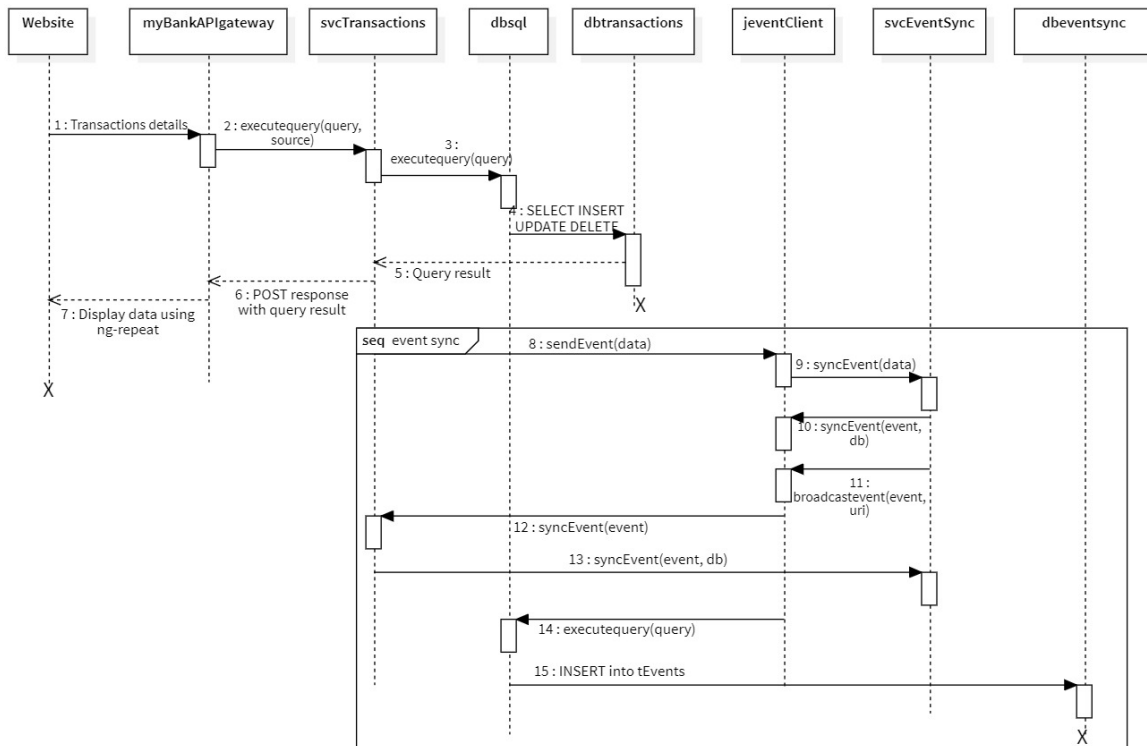 Website
myBankAPIgateway
svcTransactions
dbsql
dbtransactions
jeventClient
svcEventSync
dbeventsync
1 : Transactions details
2 : executequery(query,
source)
3 :
executequery(query)
4 : SELECT INSERT
UPDATE DELETE
5 : Query result
6 : POST response
with query result
7 : Display data using
ng-repeat
X
X
seq event sync
8 : sendEvent(data)
9 : syncEvent(data)
10 : syncEvent(event,
db)
11 :
broadcastevent(event,
uri)
12 : syncEvent(event)
13 : syncEvent(event, db)
14 : executequery(query)
15 : INSERT into tEvents
X